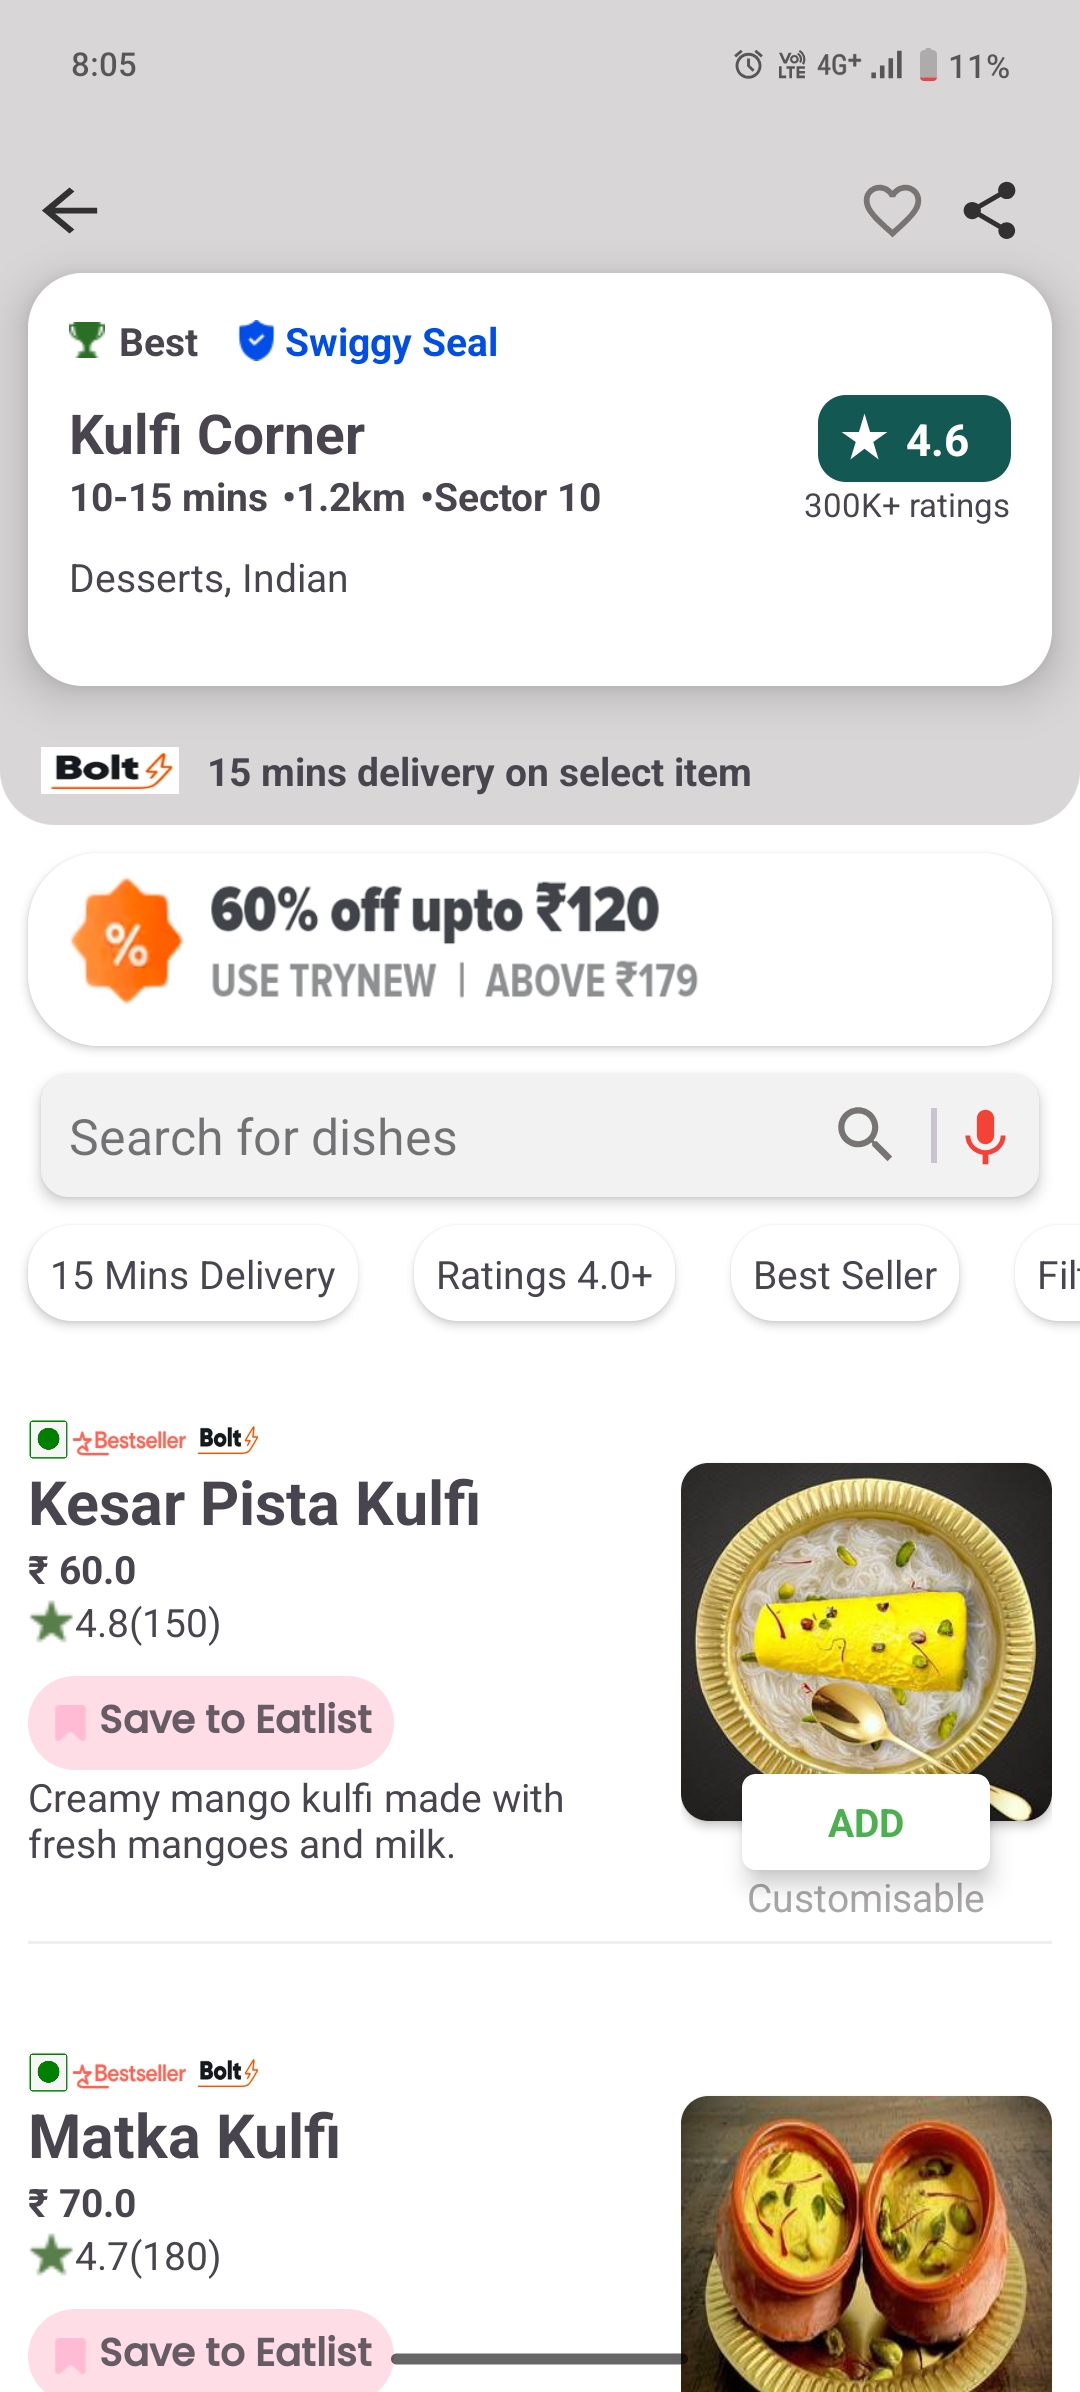 8:05
Vo)) LTE 4G+ 11%
Best Swiggy Seal
Kulfi Corner
4.6
10-15 mins •1.2km •Sector 10
300K+ ratings
Desserts, Indian
Bolt 15 mins delivery on select item
% 60% off upto ₹120
USE TRYNEW | ABOVE ₹179
Search for dishes
15 Mins Delivery Ratings 4.0+ Best Seller Fil
Bestseller Bolt
Kesar Pista Kulfi
₹ 60.0
4.8(150)
Save to Eatlist
Creamy mango kulfi made with
fresh mangoes and milk.
ADD
Customisable
Bestseller Bolt
Matka Kulfi
₹ 70.0
4.7(180)
Save to Eatlist